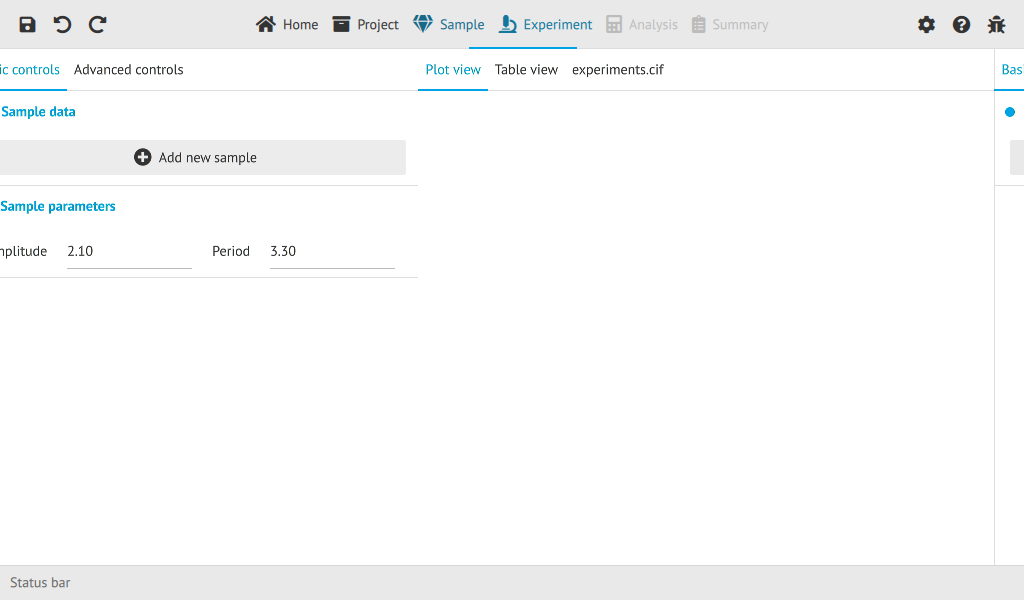 Home Project Sample Experiment Analysis Summary
ic controls Advanced controls Plot view Table view experiments.cif Basi
Sample data
Add new sample
Sample parameters
mplitude 2.10 Period 3.30
Status bar